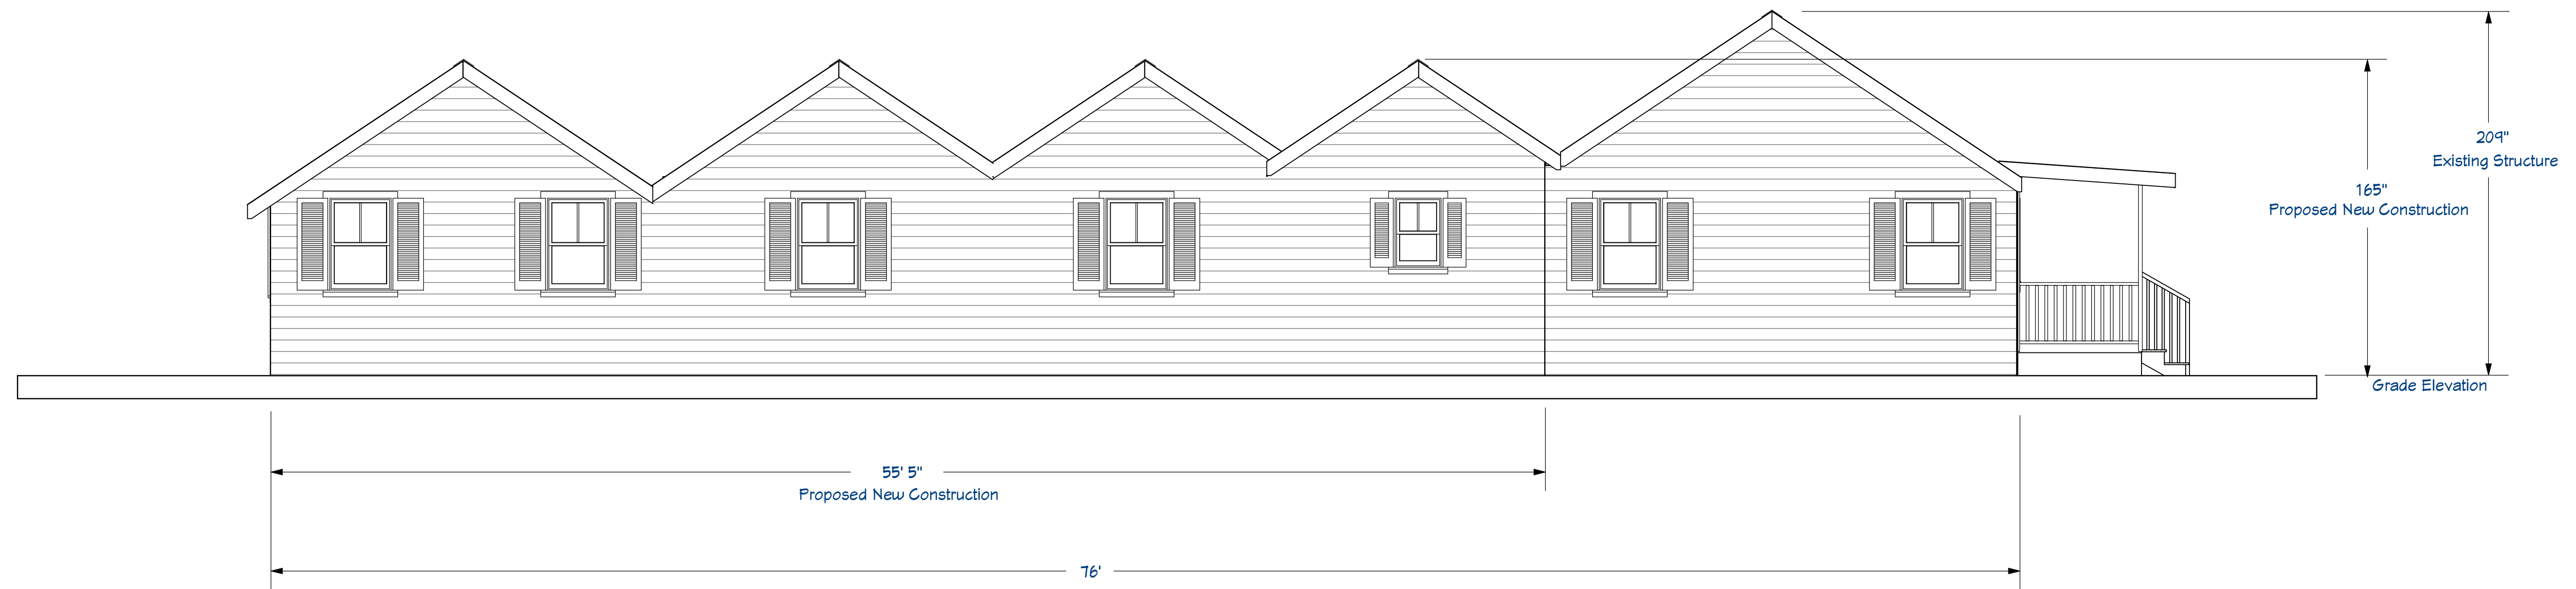 209"
Existing Structure
165"
Proposed New Construction
Grade Elevation
55' 5"
Proposed New Construction
76'